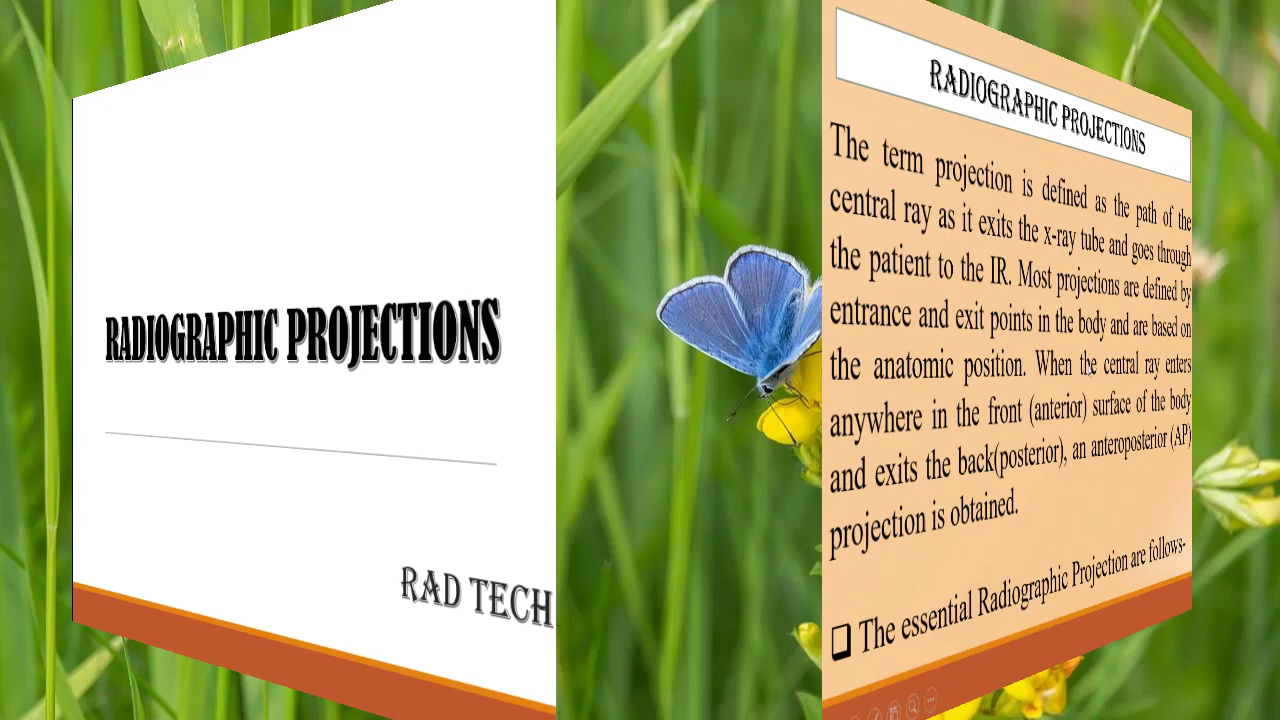 RADIOGRAPHIC PROJECTIONS
RAD TECH
RADIOGRAPHIC PROJECTIONS
The term projection is defined as the path of the
central ray as it exits the x-ray tube and goes through
the patient to the IR. Most projections are defined by
entrance and exit points in the body and are based on
the anatomic position. When the central ray enters
anywhere in the front (anterior) surface of the body
and exits the back(posterior), an anteroposterior (AP)
projection is obtained.
❑ The essential Radiographic Projection are follows-